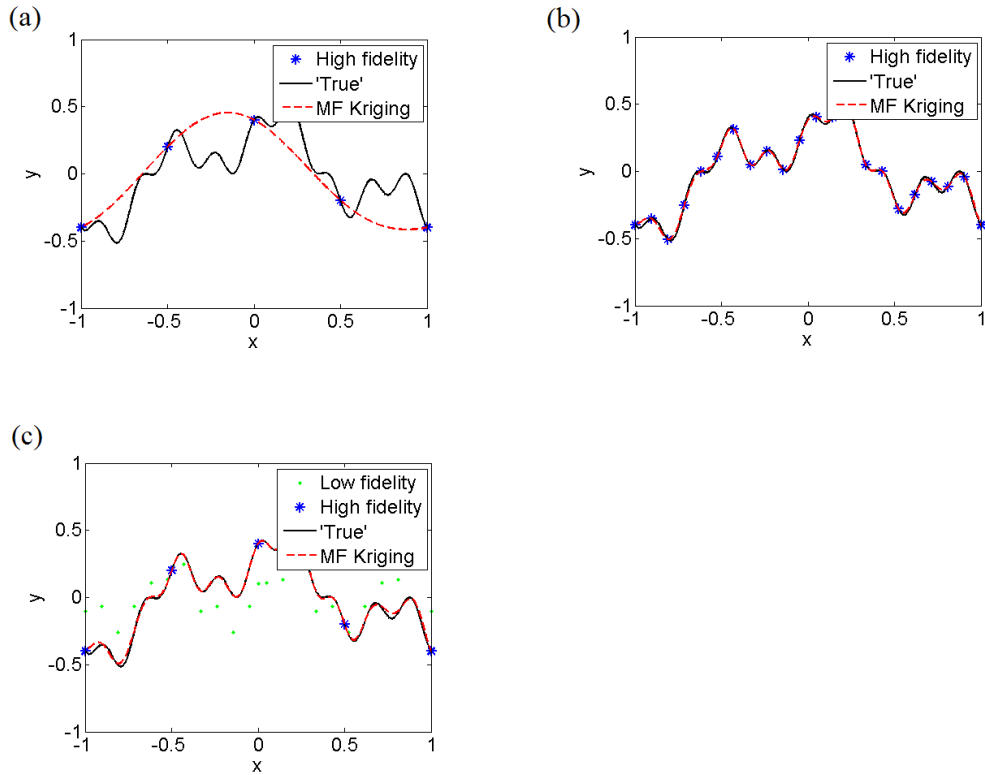 (a)
1
0.5
0
-0.5
-1
-1
-0.5
0
0.5
1
y
x
High fidelity
'True'
MF Kriging
(b)
1
0.5
0
-0.5
-1
-1
-0.5
0
0.5
1
y
x
High fidelity
'True'
MF Kriging
(c)
1
0.5
0
-0.5
-1
-1
-0.5
0
0.5
1
y
x
Low fidelity
High fidelity
'True'
MF Kriging